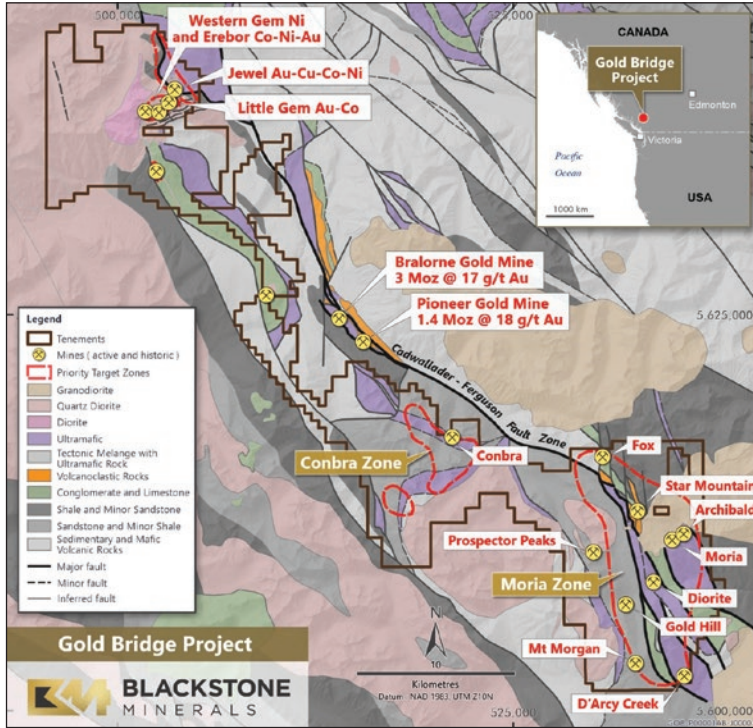 500,000
525,000
Western Gem Ni
and Erebor Co-Ni-Au
Jewel Au-Cu-Co-Ni
Little Gem Au-Co
CANADA
Gold Bridge
Project
Edmonton
Victoria
Pacific
Ocean
USA
1000 km
Bralorne Gold Mine
3 Moz @ 17 g/t Au
Pioneer Gold Mine
1.4 Moz @ 18 g/t Au
5,625,000
Cadwallader - Ferguson Fault Zone
Legend
Tenements
Mines (active and historic)
Priority Target Zones
Granodiorite
Quartz Diorite
Diorite
Ultramafic
Tectonic Melange with
Ultramafic Rock
Volcanoclastic Rocks
Conglomerate and Limestone
Shale and Minor Sandstone
Sandstone and Minor Shale
Sedimentary and Mafic
Volcanic Rocks
Major fault
Minor fault
Inferred fault
Conbra Zone
Conbra
Fox
Star Mountain
Archibald
Prospector Peaks
Moria
Moria Zone
Diorite
Gold Hill
Mt Morgan
D'Arcy Creek
N
10
Kilometres
Datum: NAD 1983, UTM Z10N
525,000
5,600,000
Gold Bridge Project
BM BLACKSTONE
MINERALS